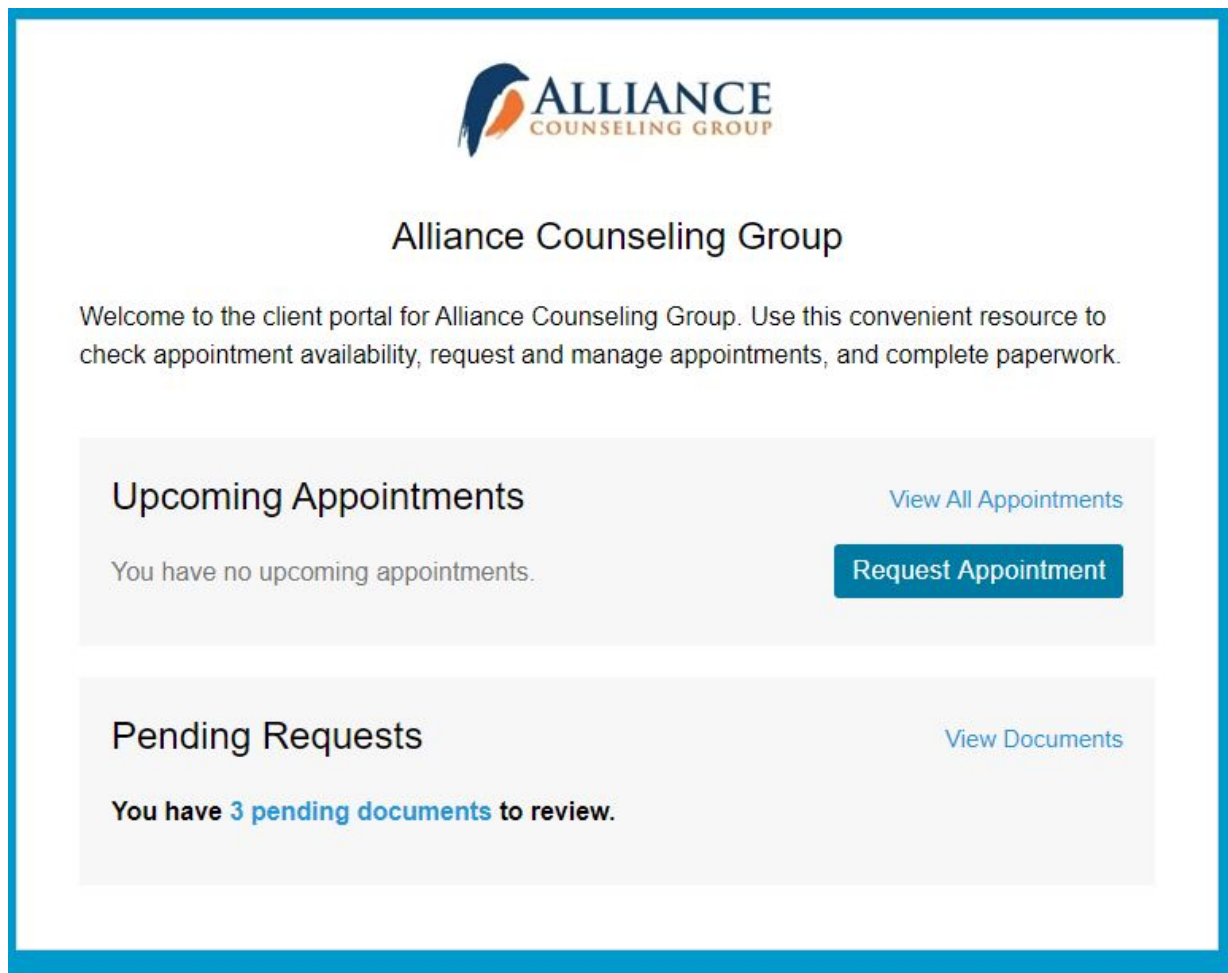 ALLIANCE
COUNSELING GROUP
Alliance Counseling Group
Welcome to the client portal for Alliance Counseling Group. Use this convenient resource to
check appointment availability, request and manage appointments, and complete paperwork.
Upcoming Appointments
View All Appointments
You have no upcoming appointments.
Request Appointment
Pending Requests
View Documents
You have 3 pending documents to review.